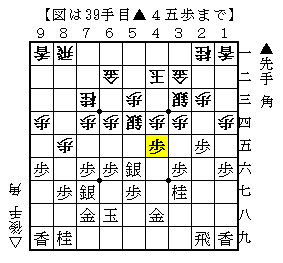 【図は39手目▲４五歩まで】
９ ８ ７ ６ ５ ４ ３ ２ １
香 飛 桂 香 一
金 王 金 二
桂 歩 銀 歩 三
歩 歩 歩 銀 歩 歩 歩 四
歩 歩 歩 五
歩 歩 歩 銀 歩 歩 六
歩 銀 歩 桂 七
金 玉 金 八
香 桂 飛 香 九
▲先手 角
△後手 角